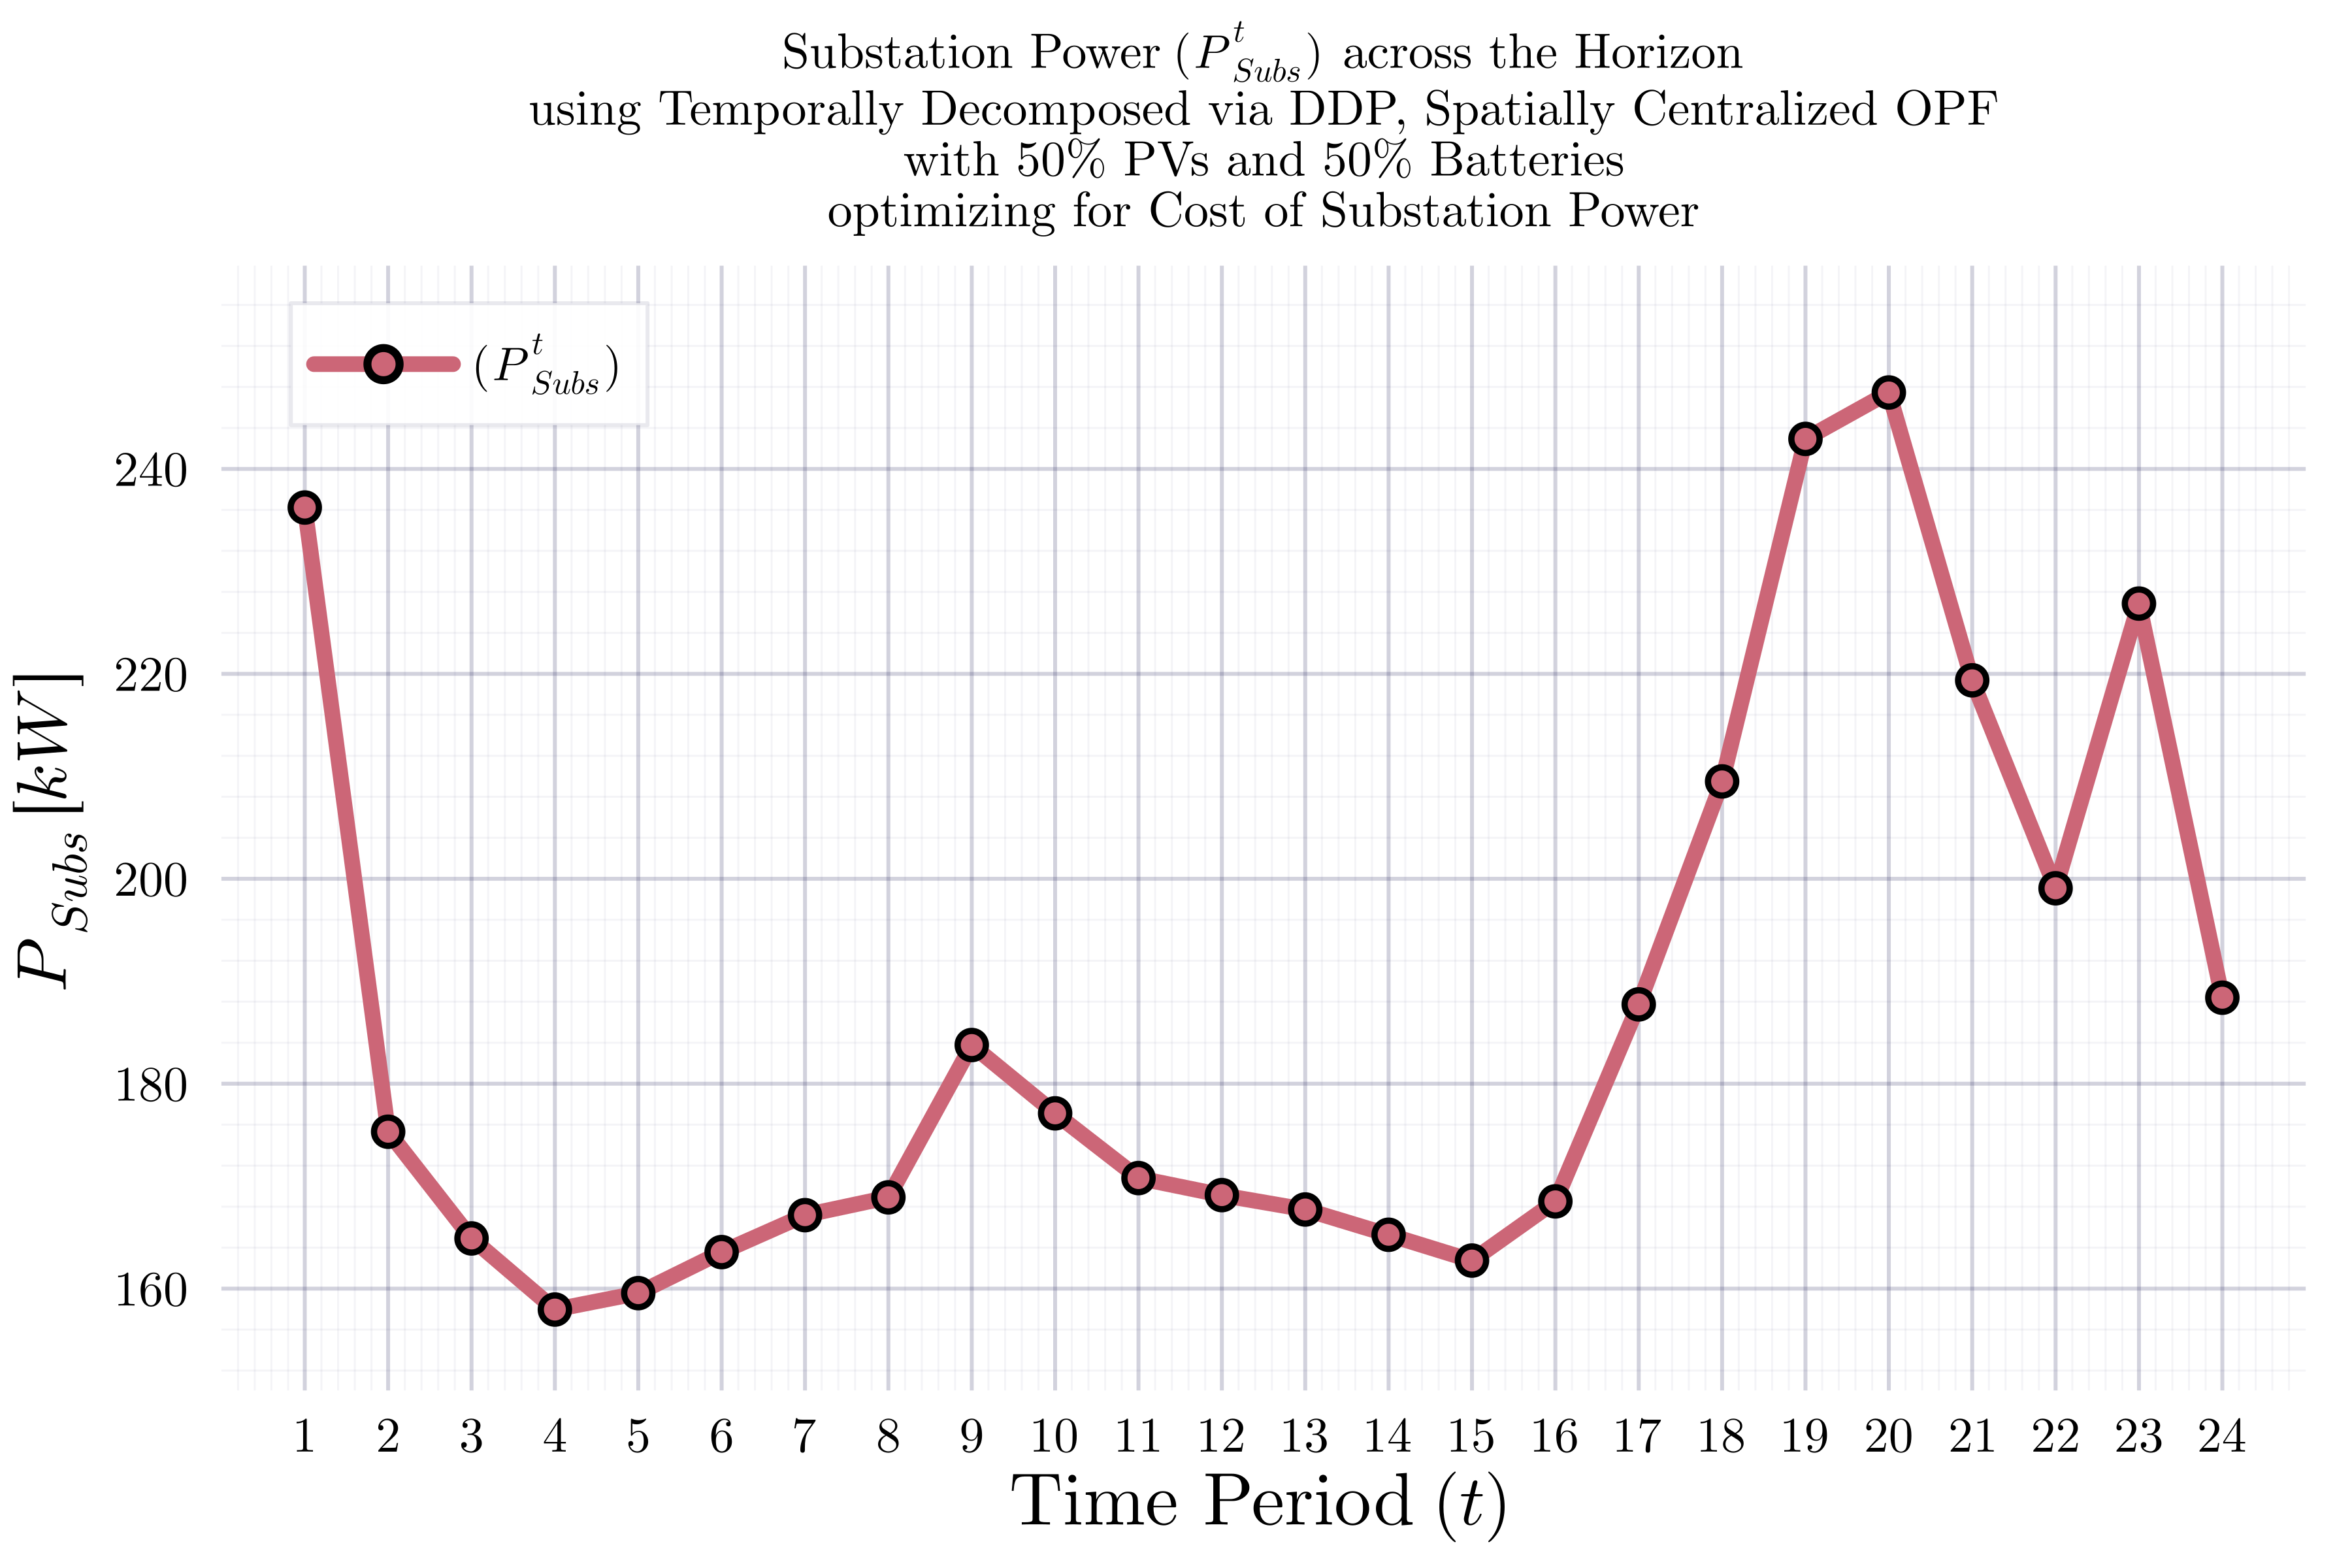 Substation Power (P^t_Subs) across the Horizon
using Temporally Decomposed via DDP, Spatially Centralized OPF
with 50% PVs and 50% Batteries
optimizing for Cost of Substation Power
(P^t_Subs)
240
220
200
180
160
P_Subs [kW]
1 2 3 4 5 6 7 8 9 10 11 12 13 14 15 16 17 18 19 20 21 22 23 24
Time Period (t)